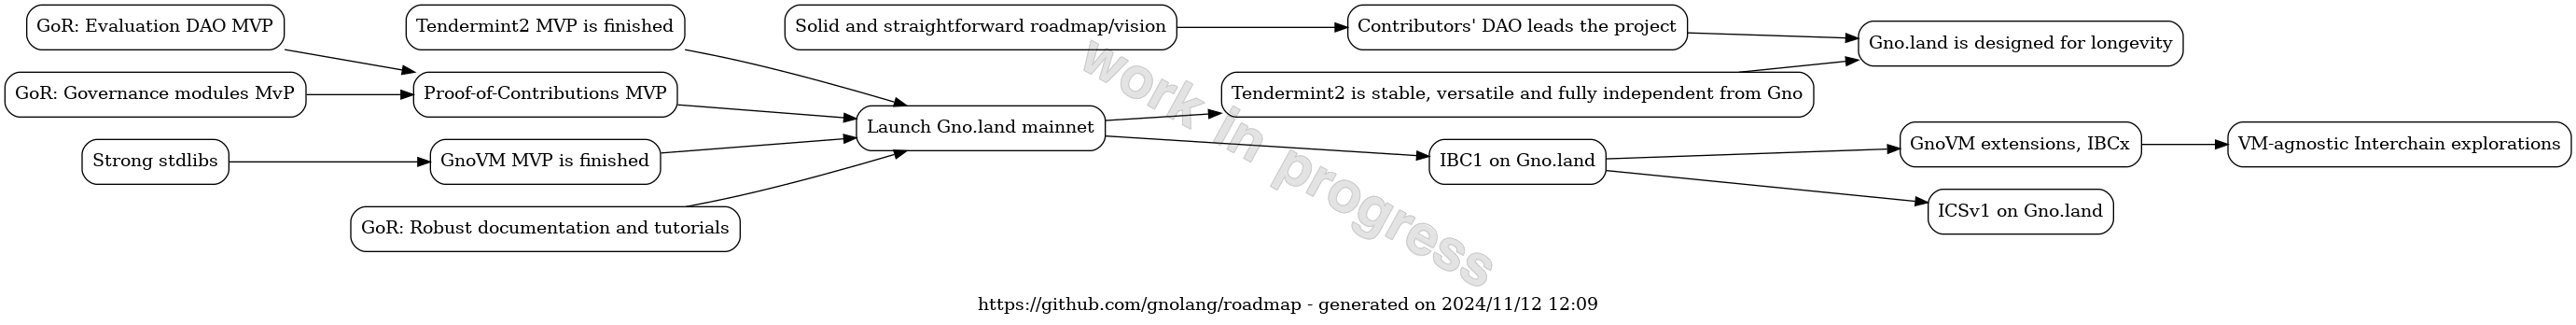 GoR: Evaluation DAO MVP
Tendermint2 MVP is finished
Solid and straightforward roadmap/vision
Contributors' DAO leads the project
Gno.land is designed for longevity
GoR: Governance modules MvP
Proof-of-Contributions MVP
Tendermint2 is stable, versatile and fully independent from Gno
Launch Gno.land mainnet
Strong stdlibs
GnoVM MVP is finished
IBC1 on Gno.land
GnoVM extensions, IBCx
VM-agnostic Interchain explorations
GoR: Robust documentation and tutorials
ICSv1 on Gno.land
work in progress
https://github.com/gnolang/roadmap - generated on 2024/11/12 12:09